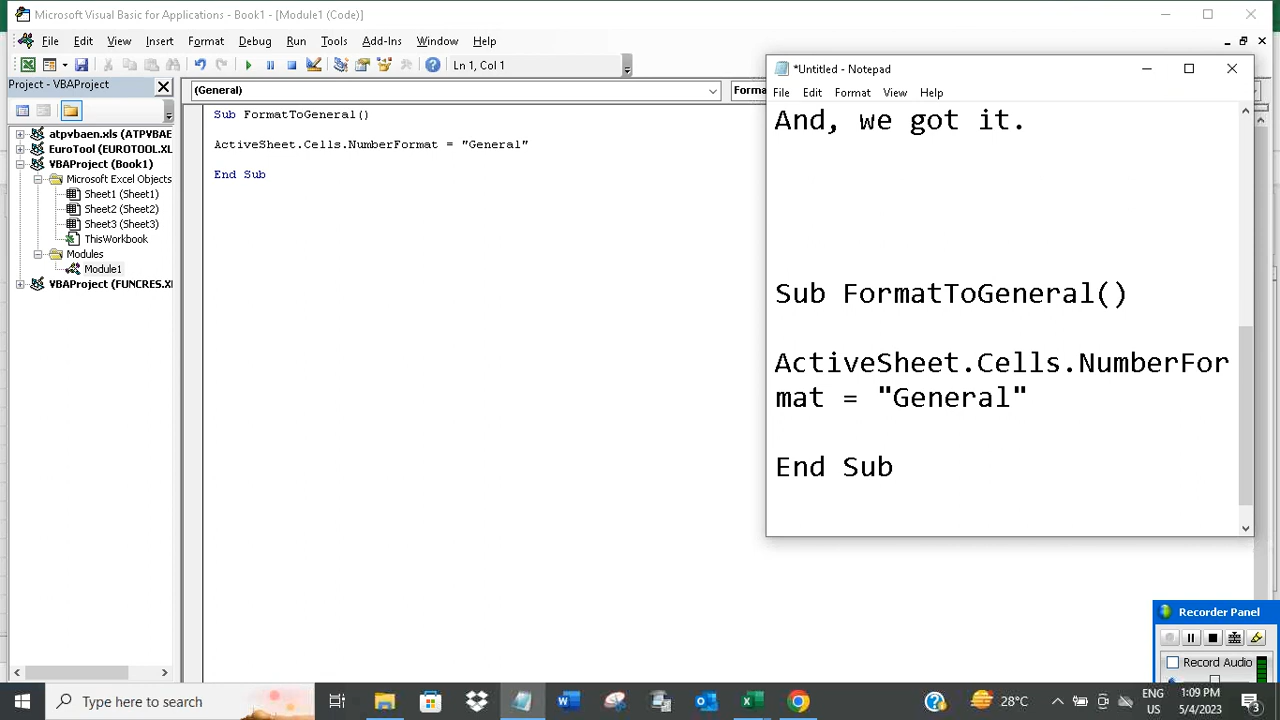 Microsoft Visual Basic for Applications - Book1 - [Module1 (Code)]
File Edit View Insert Format Debug Run Tools Add-Ins Window Help
Ln 1, Col 1
Project - VBAProject
(General)
Forma
atpvbaen.xls (ATPVBAE
EuroTool (EUROTOOL.XL
VBAProject (Book1)
Microsoft Excel Objects
Sheet1 (Sheet1)
Sheet2 (Sheet2)
Sheet3 (Sheet3)
ThisWorkbook
Modules
Module1
VBAProject (FUNCRES.XL
Sub FormatToGeneral()
ActiveSheet.Cells.NumberFormat = "General"
End Sub
*Untitled - Notepad
File Edit Format View Help
And, we got it.
Sub FormatToGeneral()
ActiveSheet.Cells.NumberFor
mat = "General"
End Sub
Recorder Panel
Record Audio
Type here to search
28°C
ENG
US
1:09 PM
5/4/2023
3